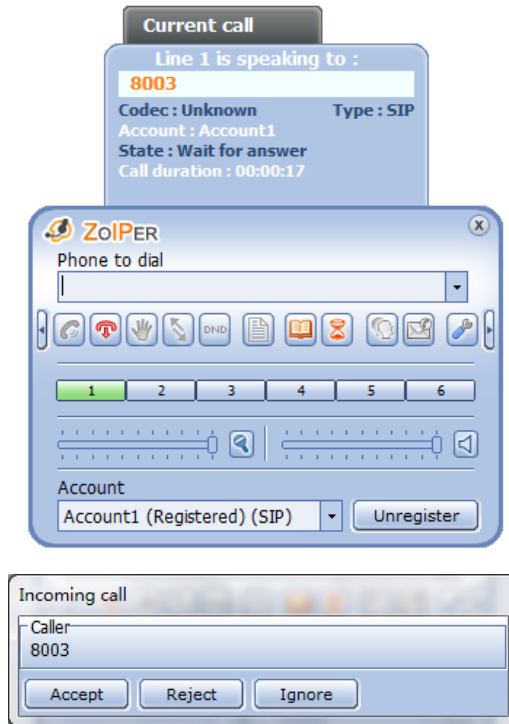 Current call
Line 1 is speaking to :
8003
Codec : Unknown Type : SIP
Account : Account1
State : Wait for answer
Call duration : 00:00:17
ZOIPER
Phone to dial
DND
1 2 3 4 5 6
Account
Account1 (Registered) (SIP) Unregister
Incoming call
Caller
8003
Accept Reject Ignore